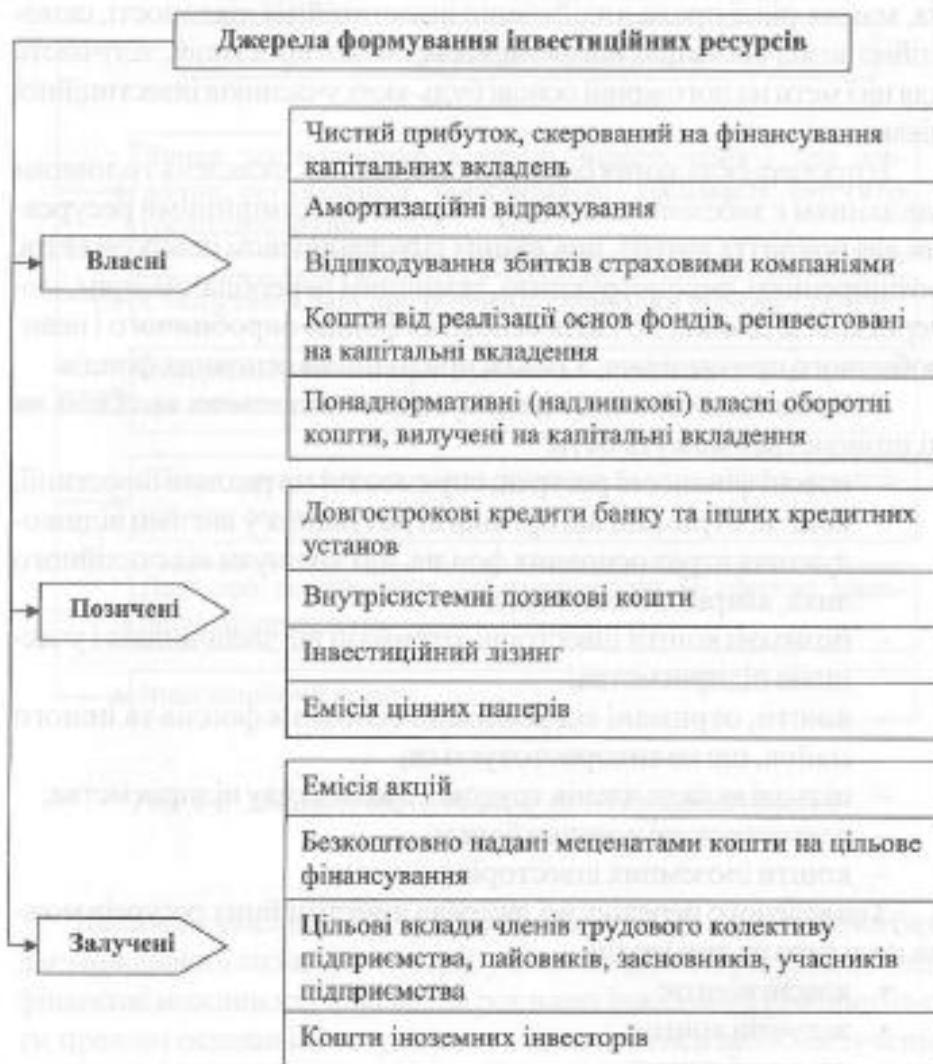 Джерела формування інвестиційних ресурсів
Власні
Чистий прибуток, скерований на фінансування
капітальних вкладень
Амортизаційні відрахування
Відшкодування збитків страховими компаніями
Кошти від реалізації основ фондів, реінвестовані
на капітальні вкладення
Понаднормативні (надлишкові) власні оборотні
кошти, вилучені на капітальні вкладення
Позичені
Довгострокові кредити банку та інших кредитних
установ
Внутрісистемні позикові кошти
Інвестиційний лізинг
Емісія цінних паперів
Залучені
Емісія акцій
Безкоштовно надані меценатами кошти на цільове
фінансування
Цільові вклади членів трудового колективу
підприємства, пайовиків, засновників, учасників
підприємства
Кошти іноземних інвесторів